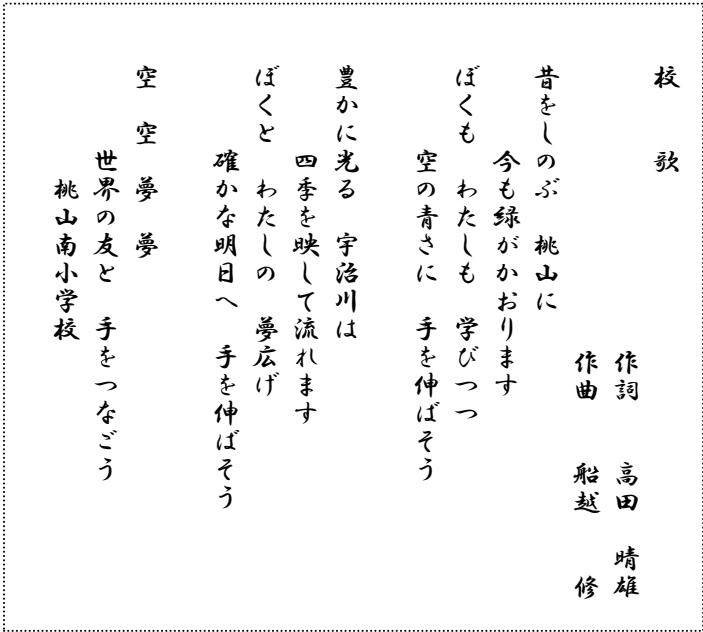 校　歌
作詞　高田　晴雄
作曲　船越　修
昔をしのぶ　桃山に
今も緑がかおります
ぼくも　わたしも　学びつつ
空の青さに　手を伸ばそう
豊かに光る　宇治川は
四季を映して流れます
ぼくと　わたしの　夢広げ
確かな明日へ　手を伸ばそう
空　空　夢　夢
世界の友と　手をつなごう
桃山南小学校